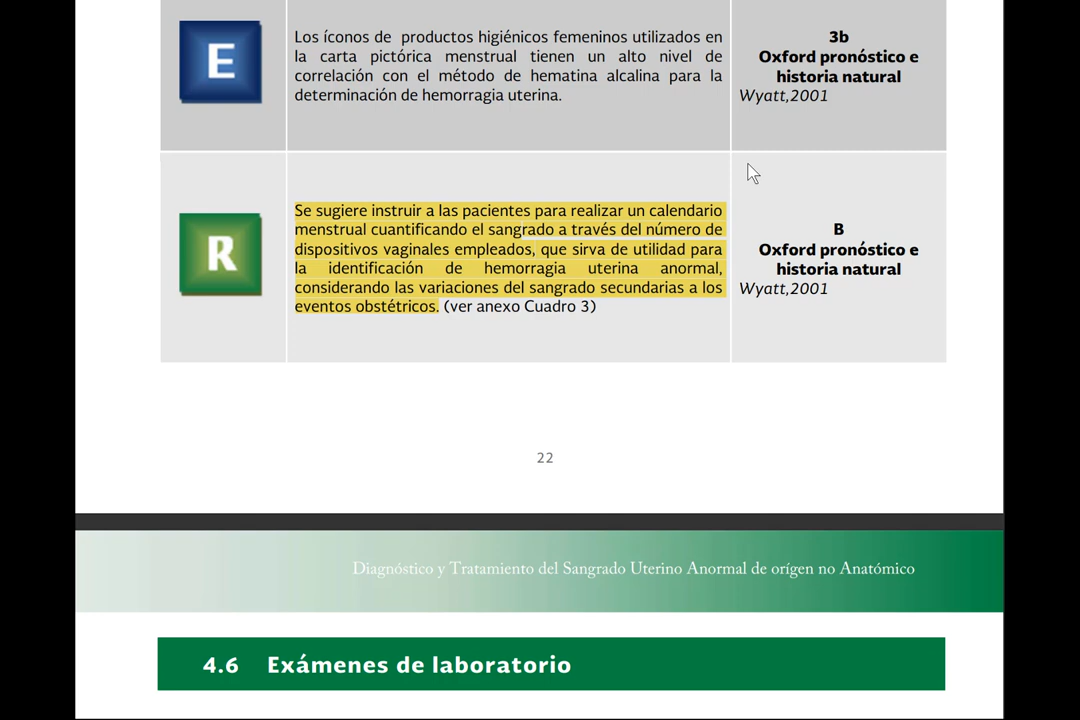 E
Los íconos de productos higiénicos femeninos utilizados en
la carta pictórica menstrual tienen un alto nivel de
correlación con el método de hematina alcalina para la
determinación de hemorragia uterina.
3b
Oxford pronóstico e
historia natural
Wyatt,2001
R
Se sugiere instruir a las pacientes para realizar un calendario
menstrual cuantificando el sangrado a través del número de
dispositivos vaginales empleados, que sirva de utilidad para
la identificación de hemorragia uterina anormal,
considerando las variaciones del sangrado secundarias a los
eventos obstétricos. (ver anexo Cuadro 3)
B
Oxford pronóstico e
historia natural
Wyatt,2001
22
Diagnóstico y Tratamiento del Sangrado Uterino Anormal de orígen no Anatómico
4.6 Exámenes de laboratorio